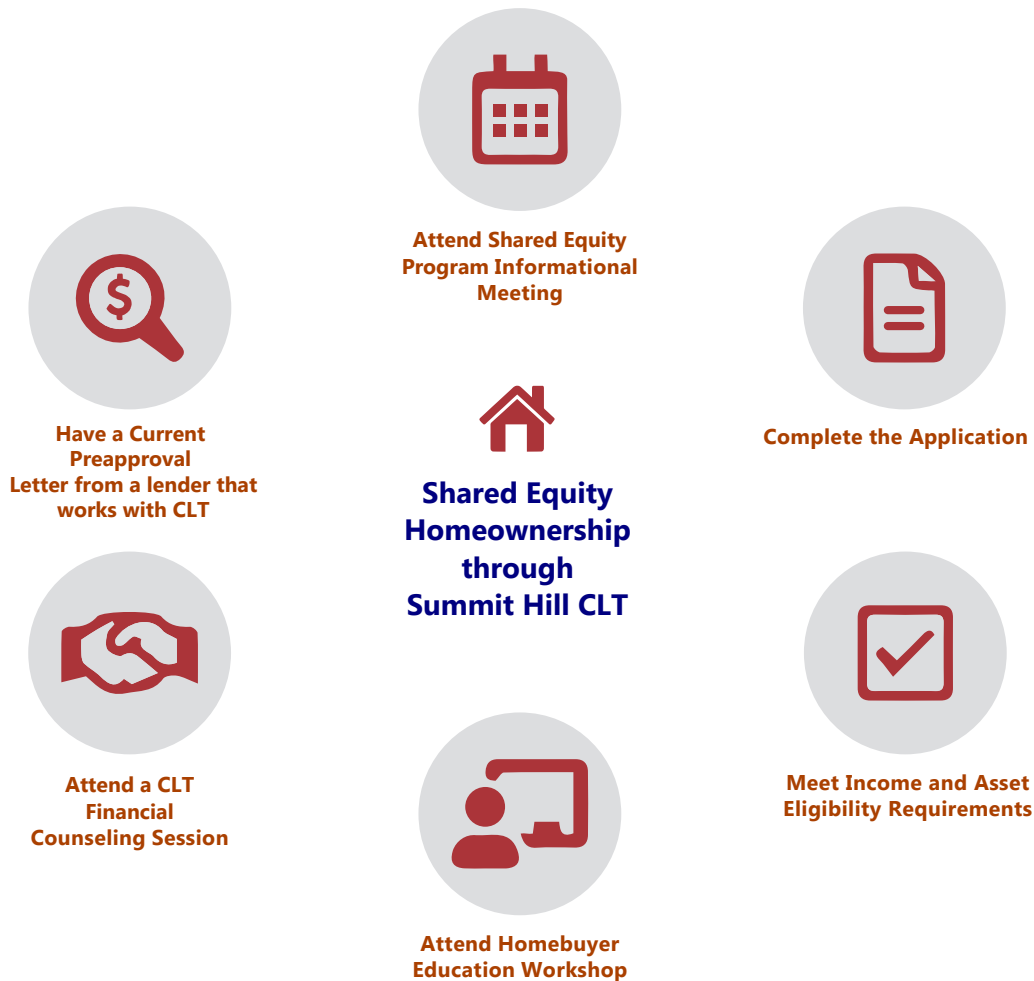 Attend Shared Equity
Program Informational
Meeting
Complete the Application
Meet Income and Asset
Eligibility Requirements
Attend Homebuyer
Education Workshop
Attend a CLT
Financial
Counseling Session
$
Have a Current
Preapproval
Letter from a lender that
works with CLT
Shared Equity
Homeownership
through
Summit Hill CLT